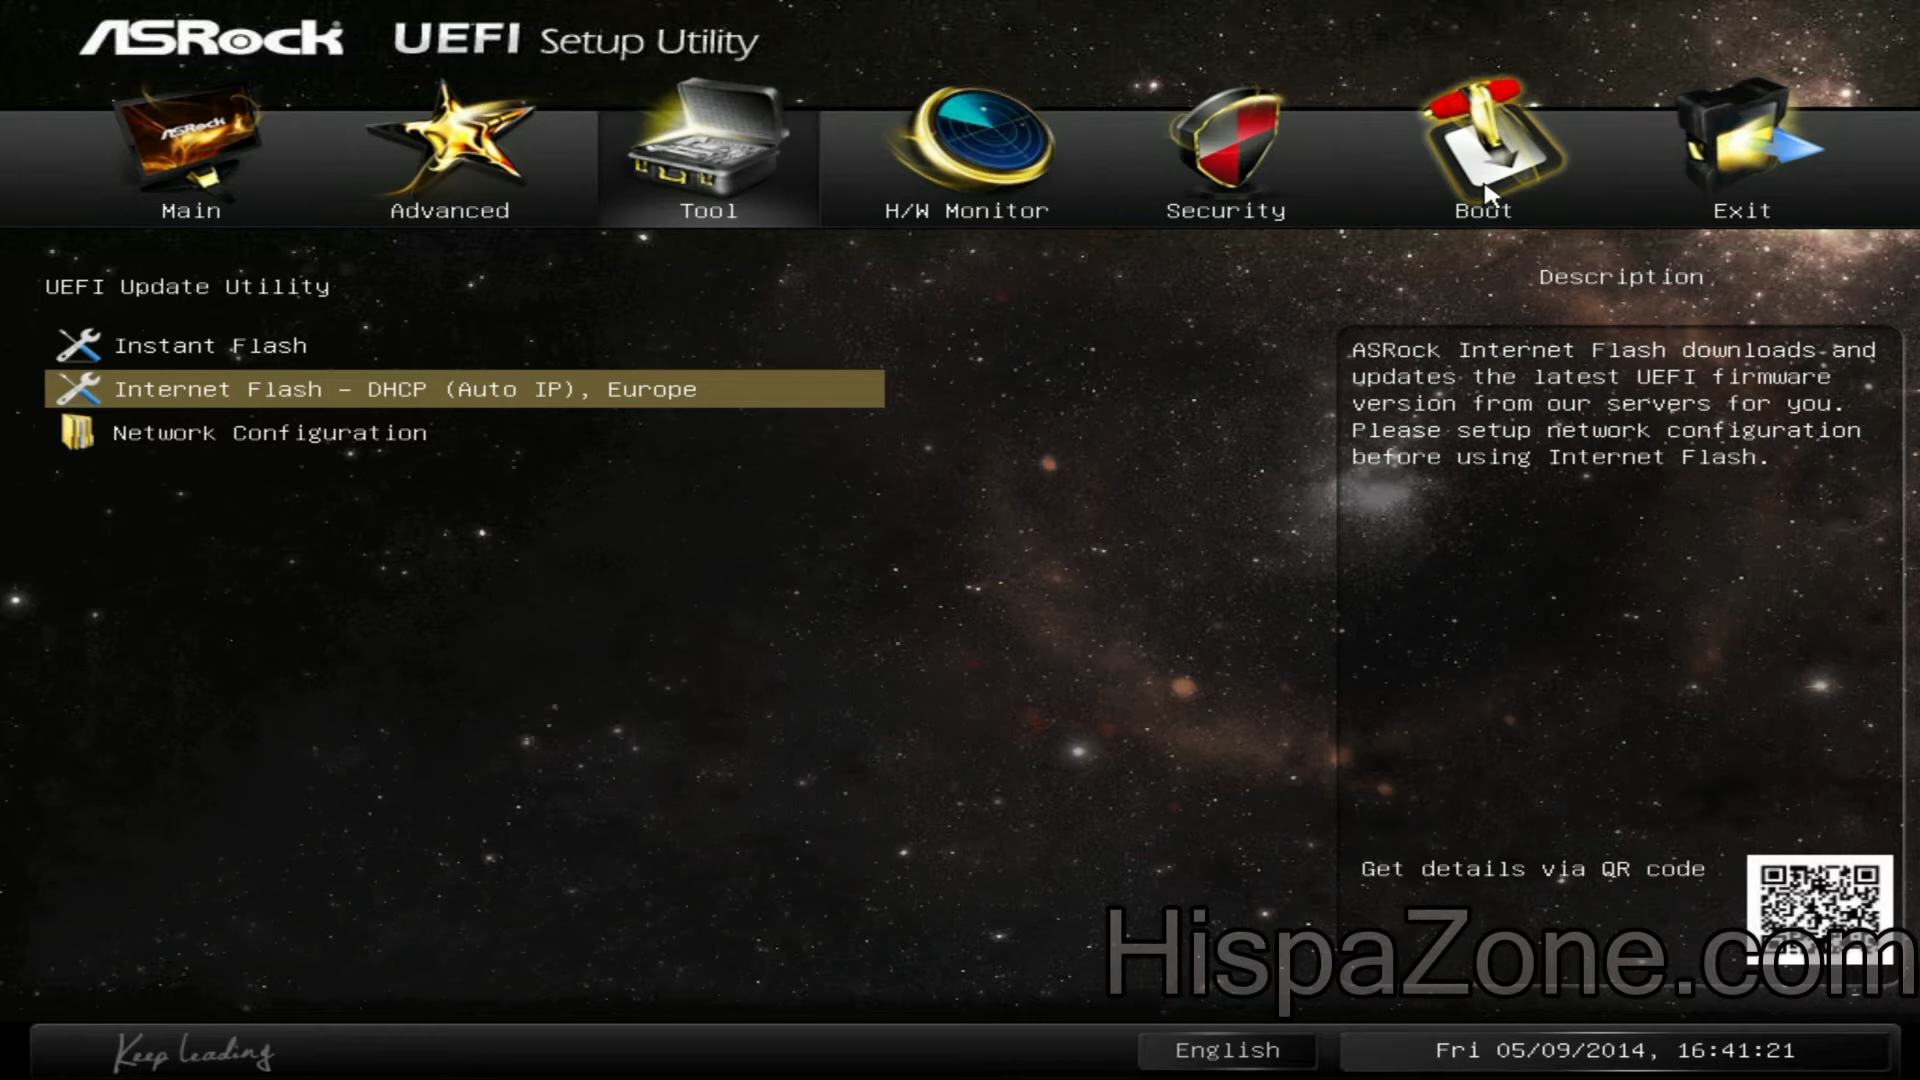 ASRock UEFI Setup Utility
ASRock
Main Advanced Tool H/W Monitor Security Boot Exit
UEFI Update Utility
Description
Instant Flash
Internet Flash - DHCP (Auto IP), Europe
Network Configuration
ASRock Internet Flash downloads and
updates the latest UEFI firmware
version from our servers for you.
Please setup network configuration
before using Internet Flash.
Get details via QR code
HispaZone.com
Keep Leading
English
Fri 05/09/2014, 16:41:21